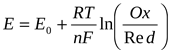 E = E₀ + RT/nF ln(Ox/Red)